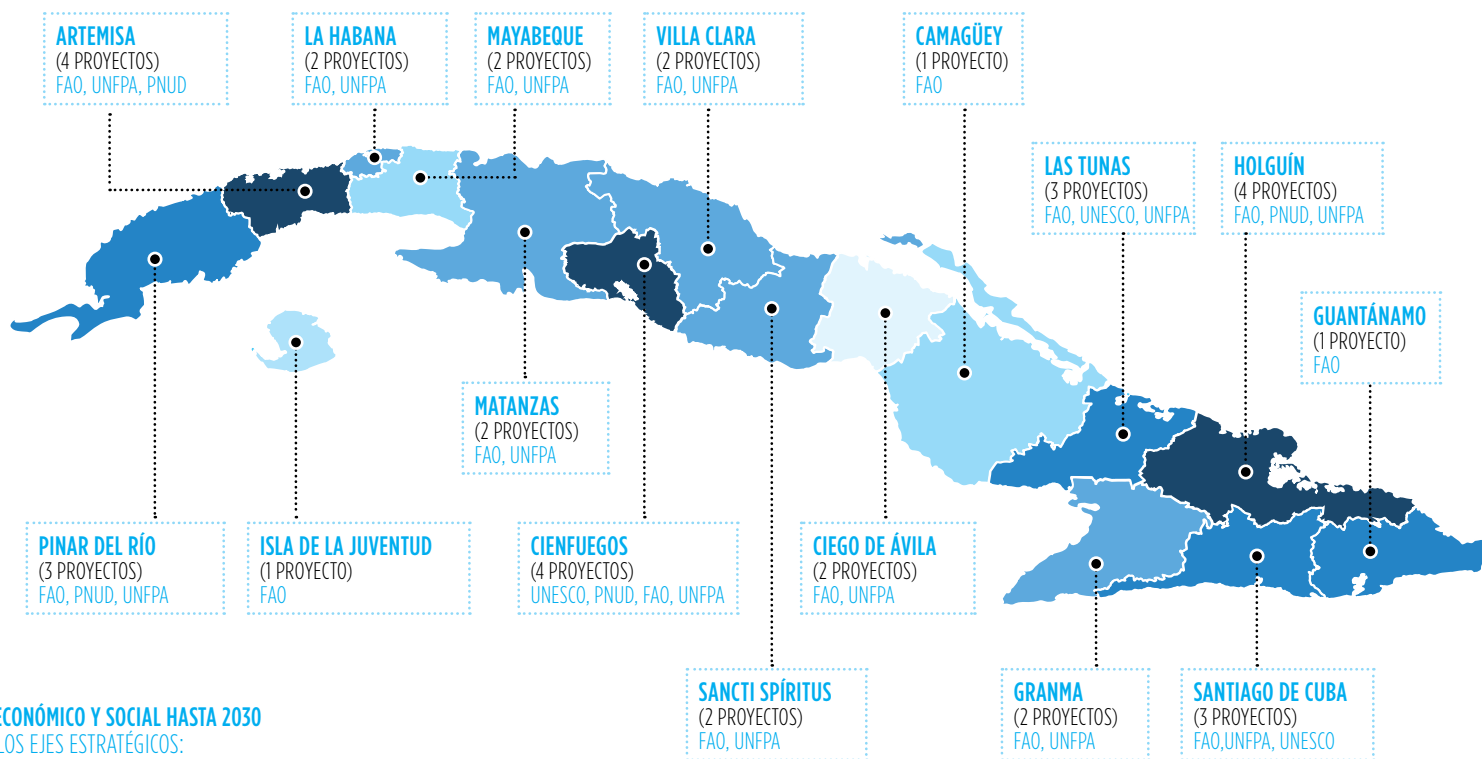 ARTEMISA
(4 PROYECTOS)
FAO, UNFPA, PNUD
LA HABANA
(2 PROYECTOS)
FAO, UNFPA
MAYABEQUE
(2 PROYECTOS)
FAO, UNFPA
VILLA CLARA
(2 PROYECTOS)
FAO, UNFPA
CAMAGÜEY
(1 PROYECTO)
FAO
LAS TUNAS
(3 PROYECTOS)
FAO, UNESCO, UNFPA
HOLGUÍN
(4 PROYECTOS)
FAO, PNUD, UNFPA
GUANTÁNAMO
(1 PROYECTO)
FAO
MATANZAS
(2 PROYECTOS)
FAO, UNFPA
PINAR DEL RÍO
(3 PROYECTOS)
FAO, PNUD, UNFPA
ISLA DE LA JUVENTUD
(1 PROYECTO)
FAO
CIENFUEGOS
(4 PROYECTOS)
UNESCO, PNUD, FAO, UNFPA
CIEGO DE ÁVILA
(2 PROYECTOS)
FAO, UNFPA
SANCTI SPÍRITUS
(2 PROYECTOS)
FAO, UNFPA
GRANMA
(2 PROYECTOS)
FAO, UNFPA
SANTIAGO DE CUBA
(3 PROYECTOS)
FAO,UNFPA, UNESCO
ECONÓMICO Y SOCIAL HASTA 2030
LOS EJES ESTRATÉGICOS: